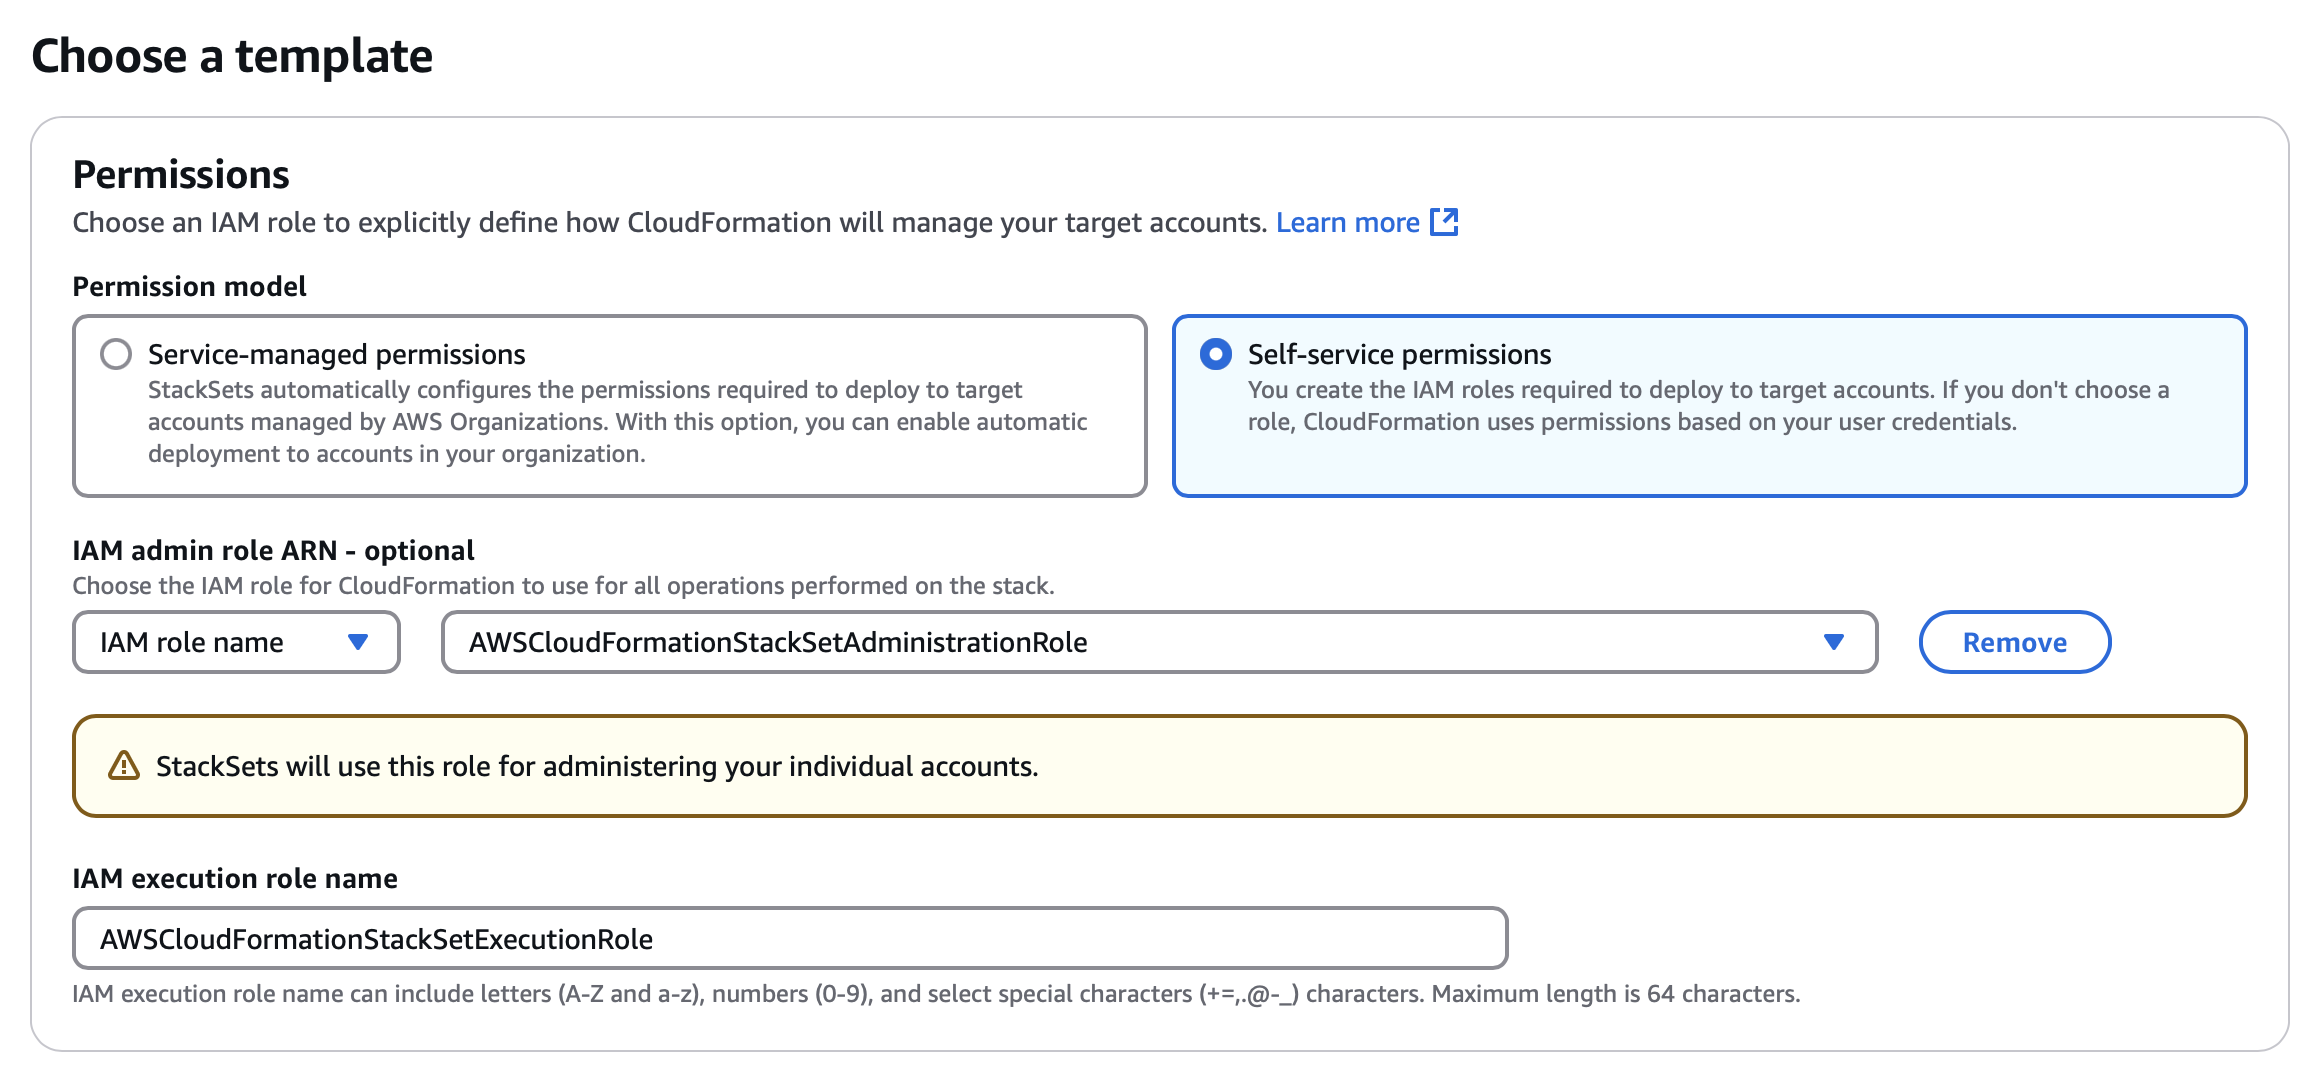 Choose a template
Permissions
Choose an IAM role to explicitly define how CloudFormation will manage your target accounts. Learn more
Permission model
Service-managed permissions
StackSets automatically configures the permissions required to deploy to target
accounts managed by AWS Organizations. With this option, you can enable automatic
deployment to accounts in your organization.
Self-service permissions
You create the IAM roles required to deploy to target accounts. If you don't choose a
role, CloudFormation uses permissions based on your user credentials.
IAM admin role ARN - optional
Choose the IAM role for CloudFormation to use for all operations performed on the stack.
IAM role name
AWSCloudFormationStackSetAdministrationRole
Remove
StackSets will use this role for administering your individual accounts.
IAM execution role name
AWSCloudFormationStackSetExecutionRole
IAM execution role name can include letters (A-Z and a-z), numbers (0-9), and select special characters (+=,.@-_) characters. Maximum length is 64 characters.